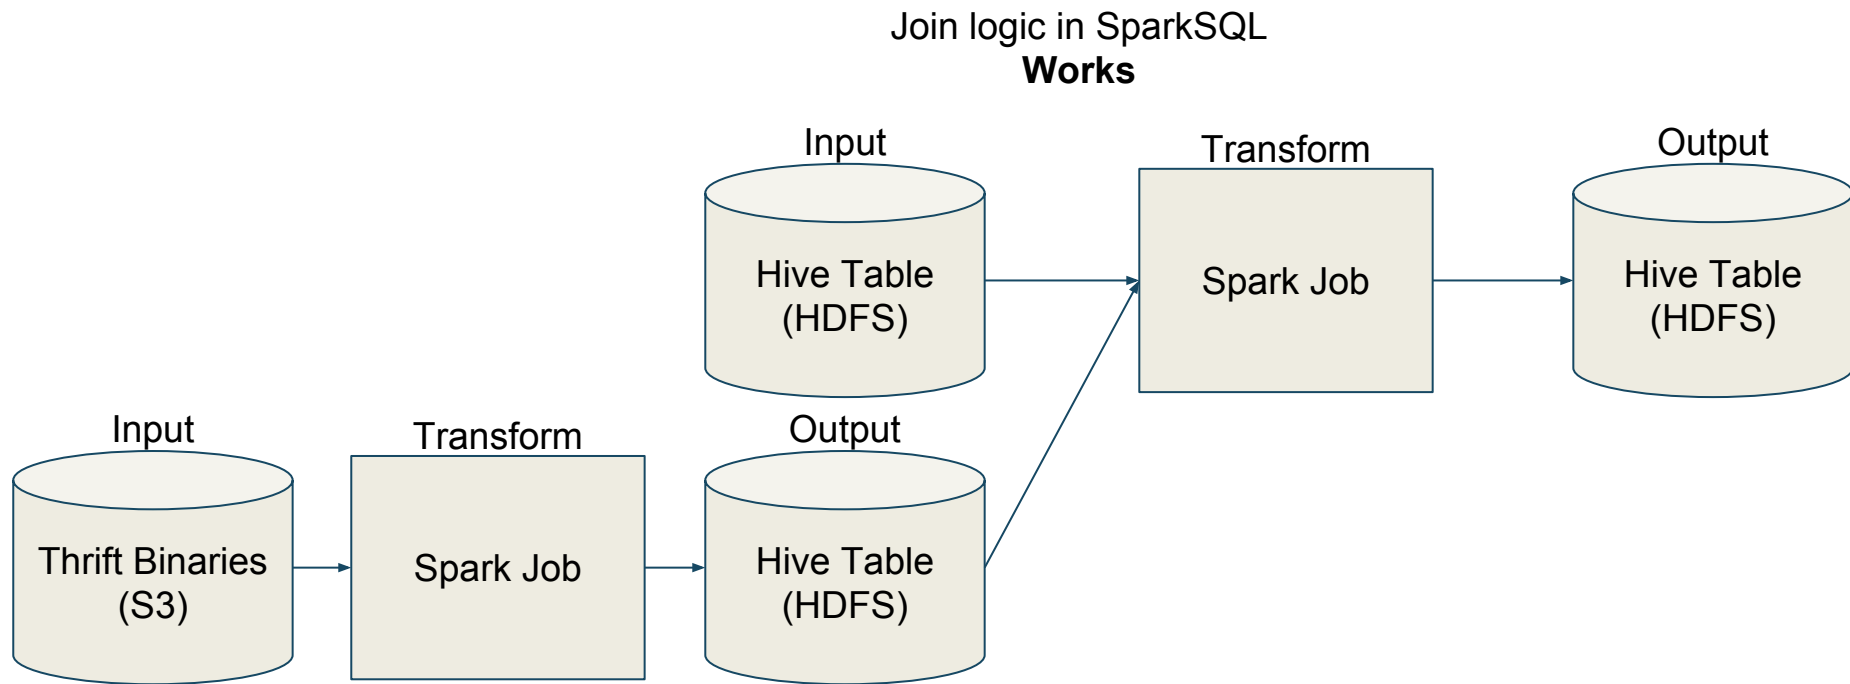 Join logic in SparkSQL
Works
Input
Transform
Output
Hive Table
(HDFS)
Spark Job
Hive Table
(HDFS)
Input
Transform
Output
Thrift Binaries
(S3)
Spark Job
Hive Table
(HDFS)